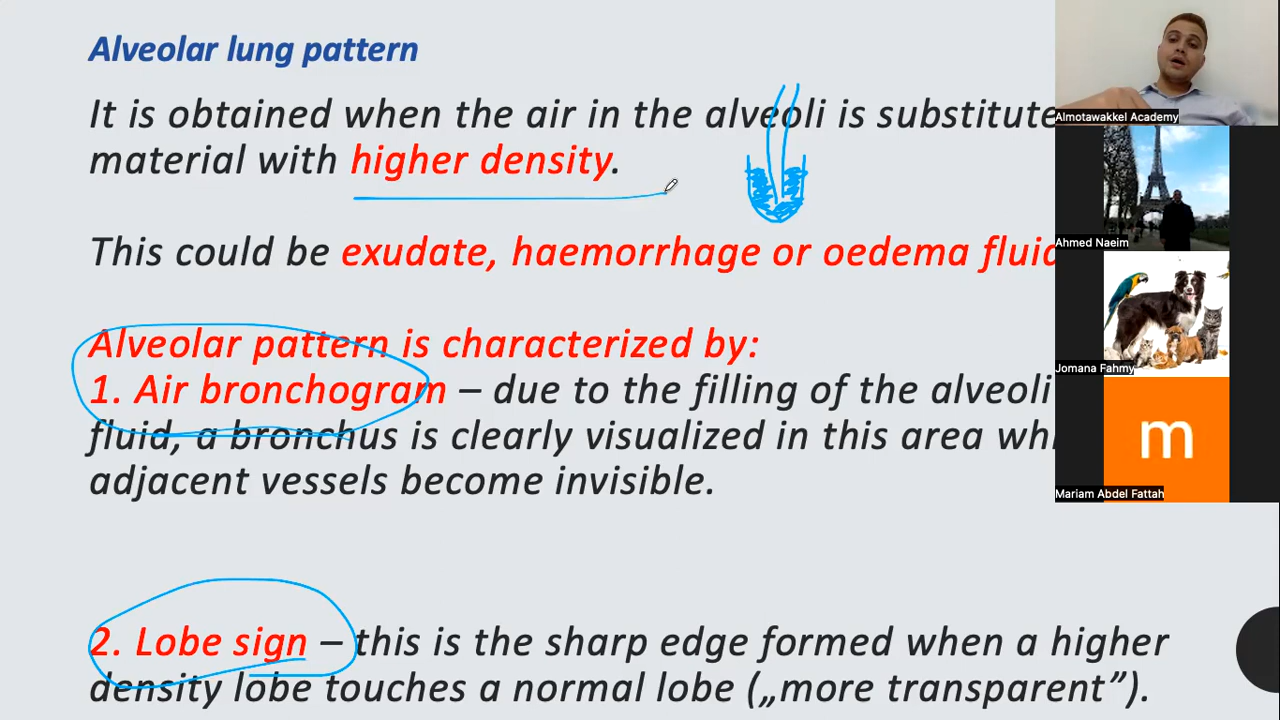 Alveolar lung pattern
It is obtained when the air in the alveoli is substitute
material with higher density.
This could be exudate, haemorrhage or oedema fluid
Alveolar pattern is characterized by:
1. Air bronchogram – due to the filling of the alveoli
fluid, a bronchus is clearly visualized in this area whi
adjacent vessels become invisible.
2. Lobe sign – this is the sharp edge formed when a higher
density lobe touches a normal lobe („more transparent”).
Almotawakkel Academy
Ahmed Naeim
Jomana Fahmy
m
Mariam Abdel Fattah